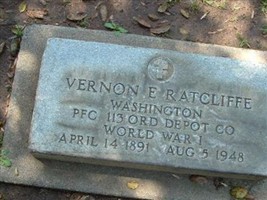 VERNON E RATCLIFFE
WASHINGTON
PFC 113 ORD DEPOT CO
WORLD WAR I
APRIL 14 1891 AUG 5 1948